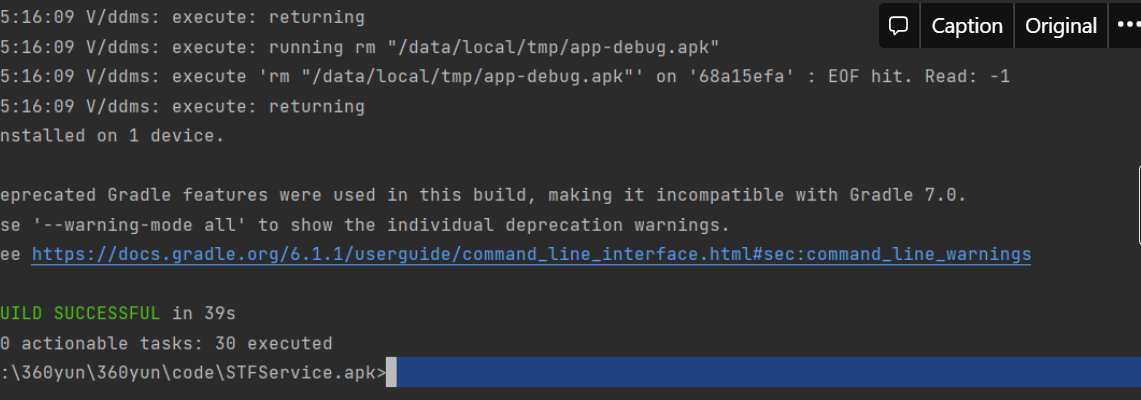 5:16:09 V/ddms: execute: returning
Caption
Original
5:16:09 V/ddms: execute: running rm "/data/local/tmp/app-debug.apk"
5:16:09 V/ddms: execute 'rm "/data/local/tmp/app-debug.apk"' on '68a15efa' : EOF hit. Read: -1
5:16:09 V/ddms: execute: returning
nstalled on 1 device.
eprecated Gradle features were used in this build, making it incompatible with Gradle 7.0.
se '--warning-mode all' to show the individual deprecation warnings.
ee https://docs.gradle.org/6.1.1/userguide/command_line_interface.html#sec:command_line_warnings
UILD SUCCESSFUL in 39s
0 actionable tasks: 30 executed
:\360yun\360yun\code\STFService.apk>